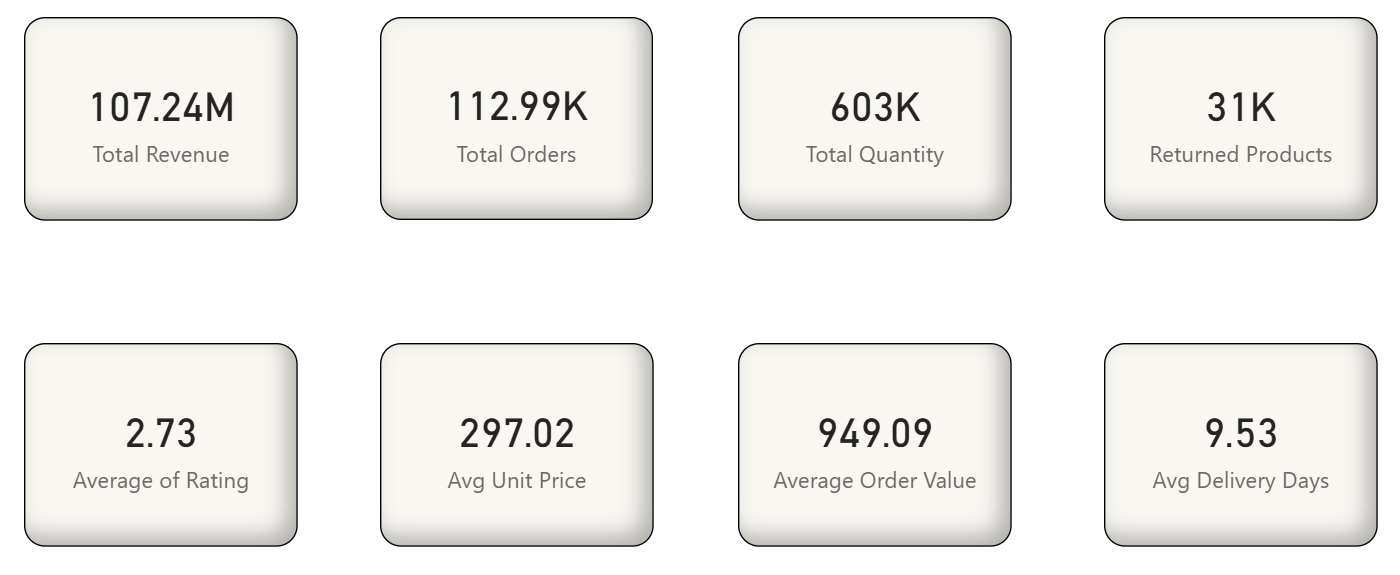 107.24M
Total Revenue
112.99K
Total Orders
603K
Total Quantity
31K
Returned Products
2.73
Average of Rating
297.02
Avg Unit Price
949.09
Average Order Value
9.53
Avg Delivery Days